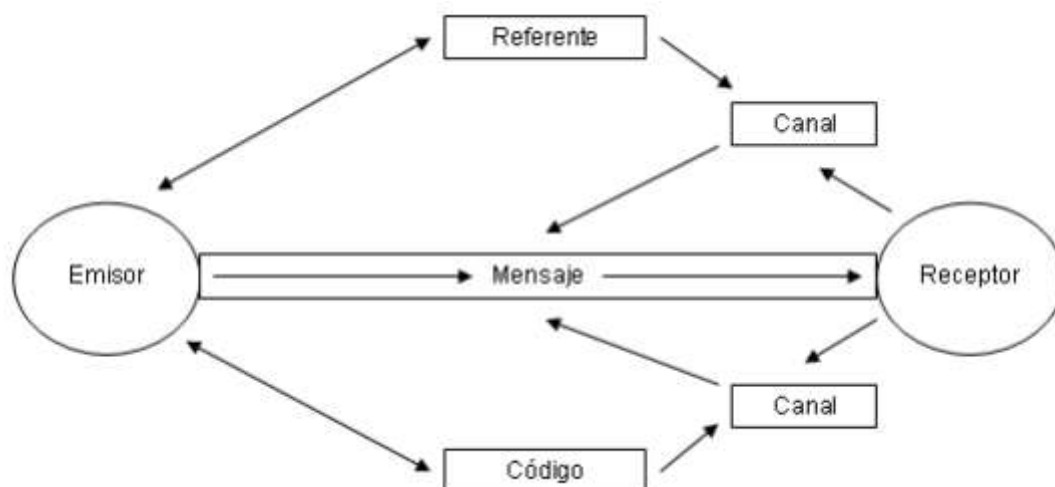 Referente
Canal
Emisor
Mensaje
Receptor
Canal
Código